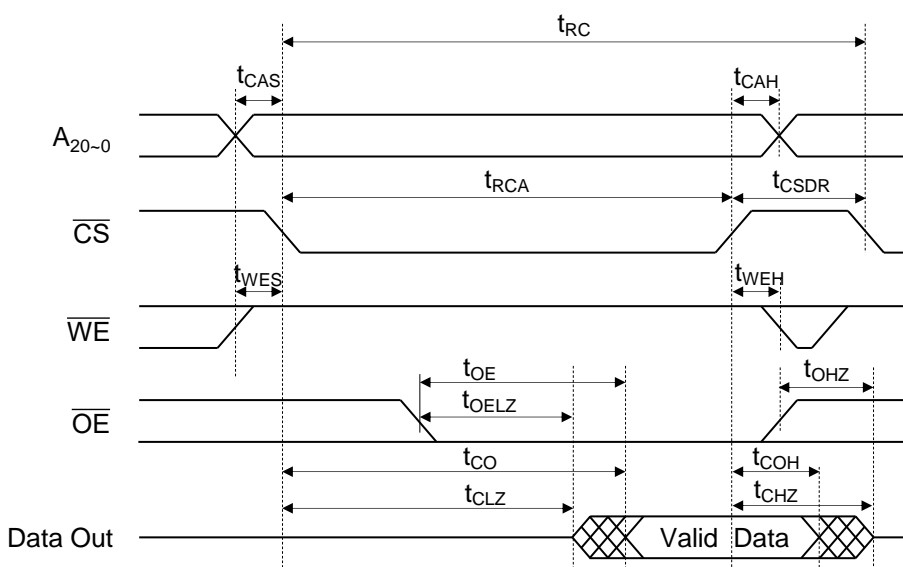 tRC
tCAS tCAH
A20~0
tRCA tCSDR
CS
tWES tWEH
WE
tOE tOHZ
OE tOELZ
tCO tCOH
tCLZ tCHZ
Data Out Valid Data